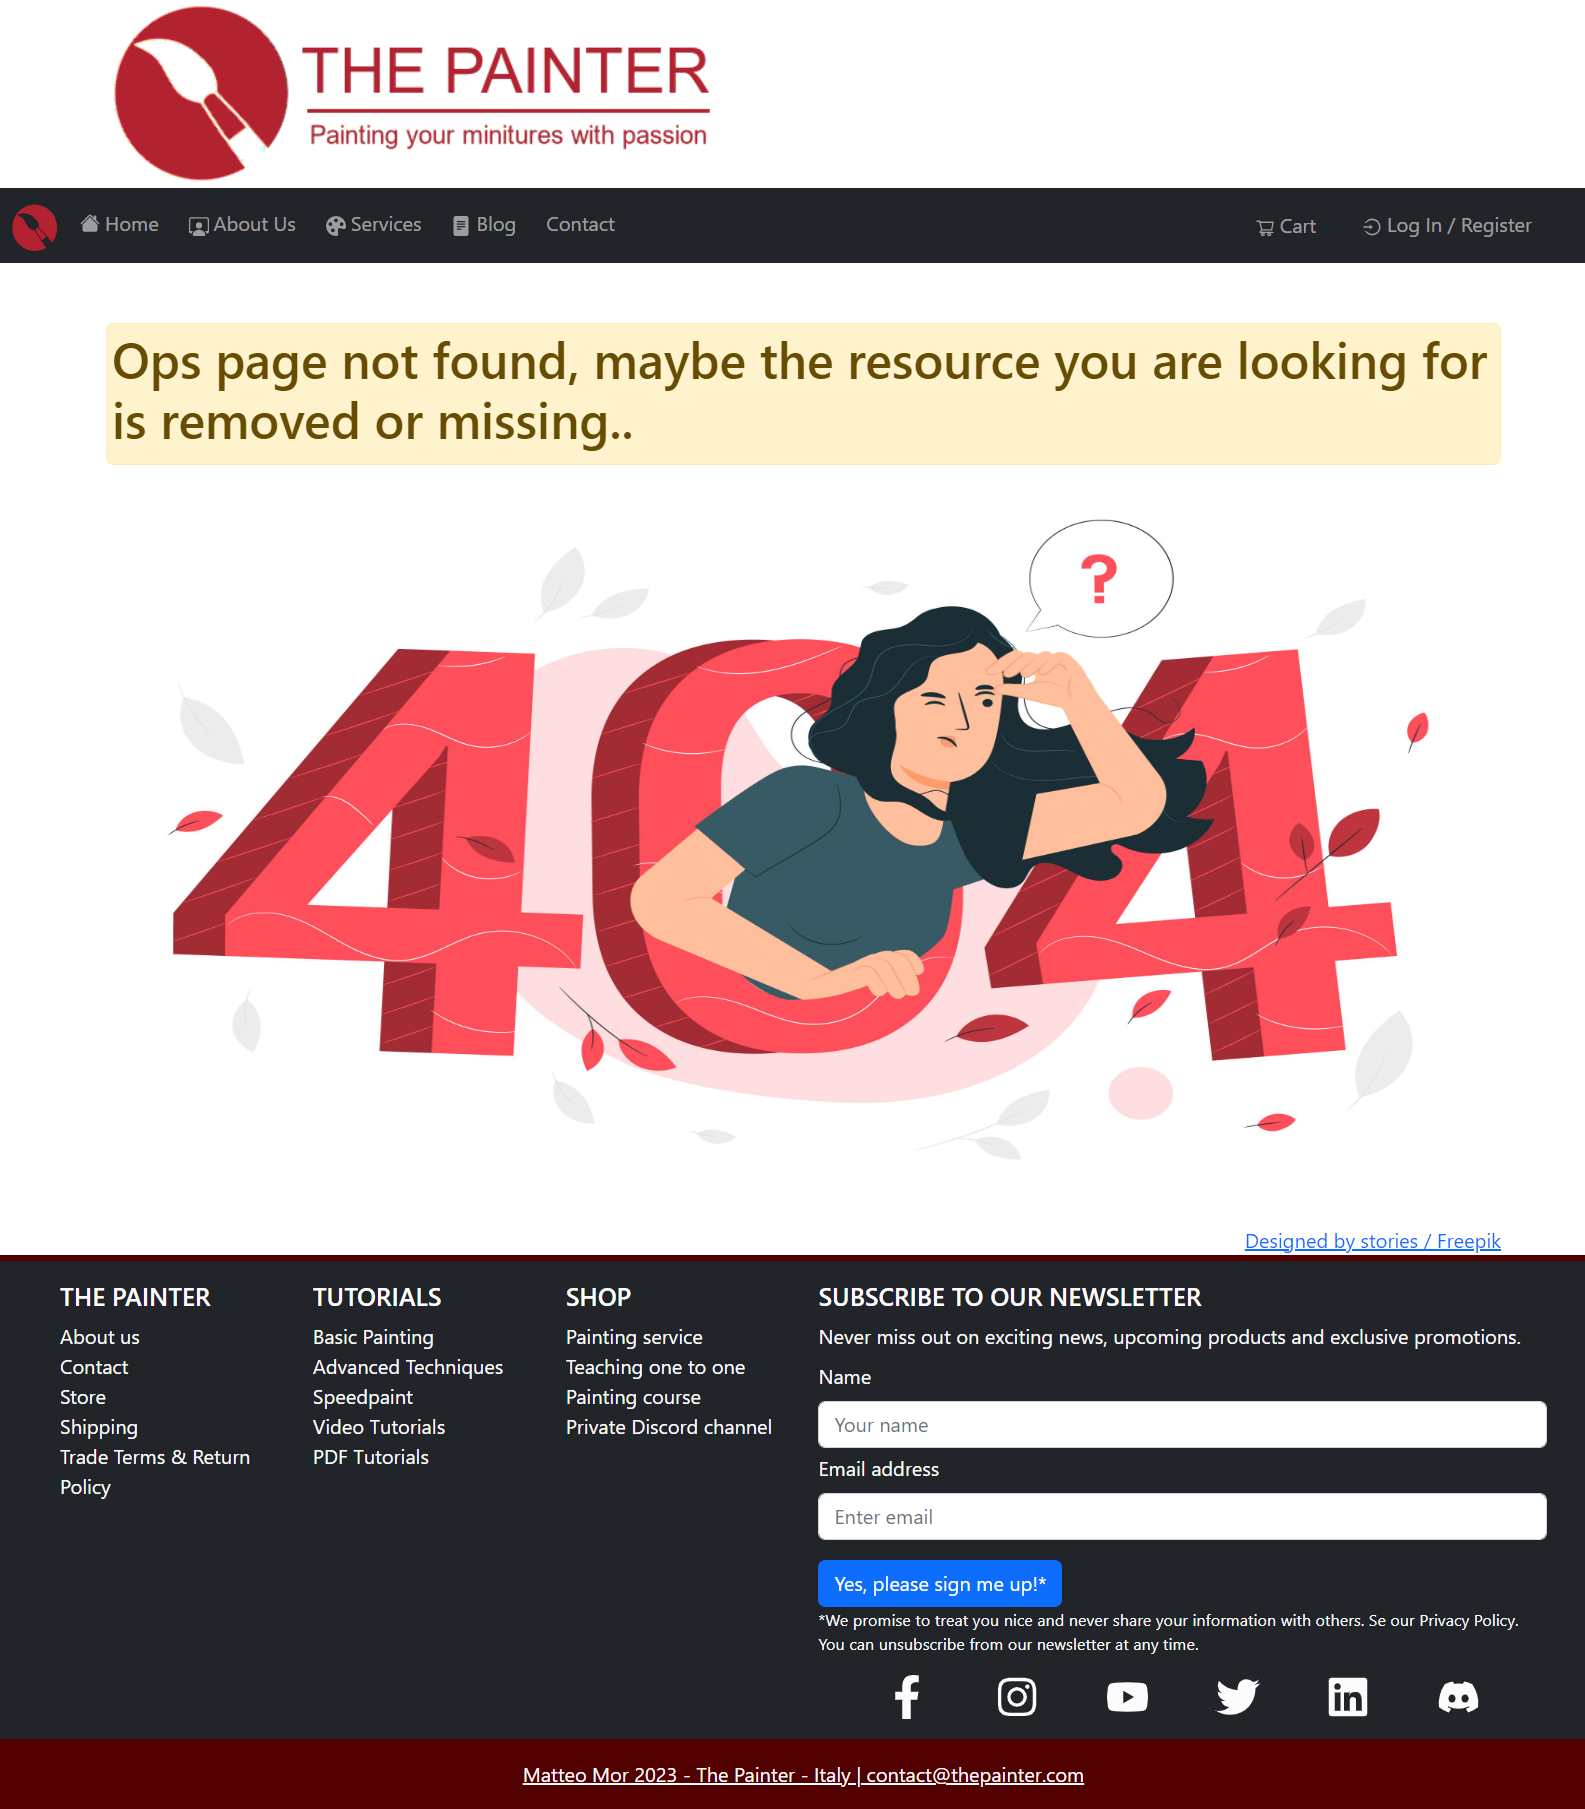 THE PAINTER
Painting your minitures with passion
Home About Us Services Blog Contact Cart Log In / Register
Ops page not found, maybe the resource you are looking for
is removed or missing..
?
404
Designed by stories / Freepik
THE PAINTER
About us
Contact
Store
Shipping
Trade Terms & Return
Policy
TUTORIALS
Basic Painting
Advanced Techniques
Speedpaint
Video Tutorials
PDF Tutorials
SHOP
Painting service
Teaching one to one
Painting course
Private Discord channel
SUBSCRIBE TO OUR NEWSLETTER
Never miss out on exciting news, upcoming products and exclusive promotions.
Name
Your name
Email address
Enter email
Yes, please sign me up!*
*We promise to treat you nice and never share your information with others. Se our Privacy Policy.
You can unsubscribe from our newsletter at any time.
Matteo Mor 2023 - The Painter - Italy | contact@thepainter.com